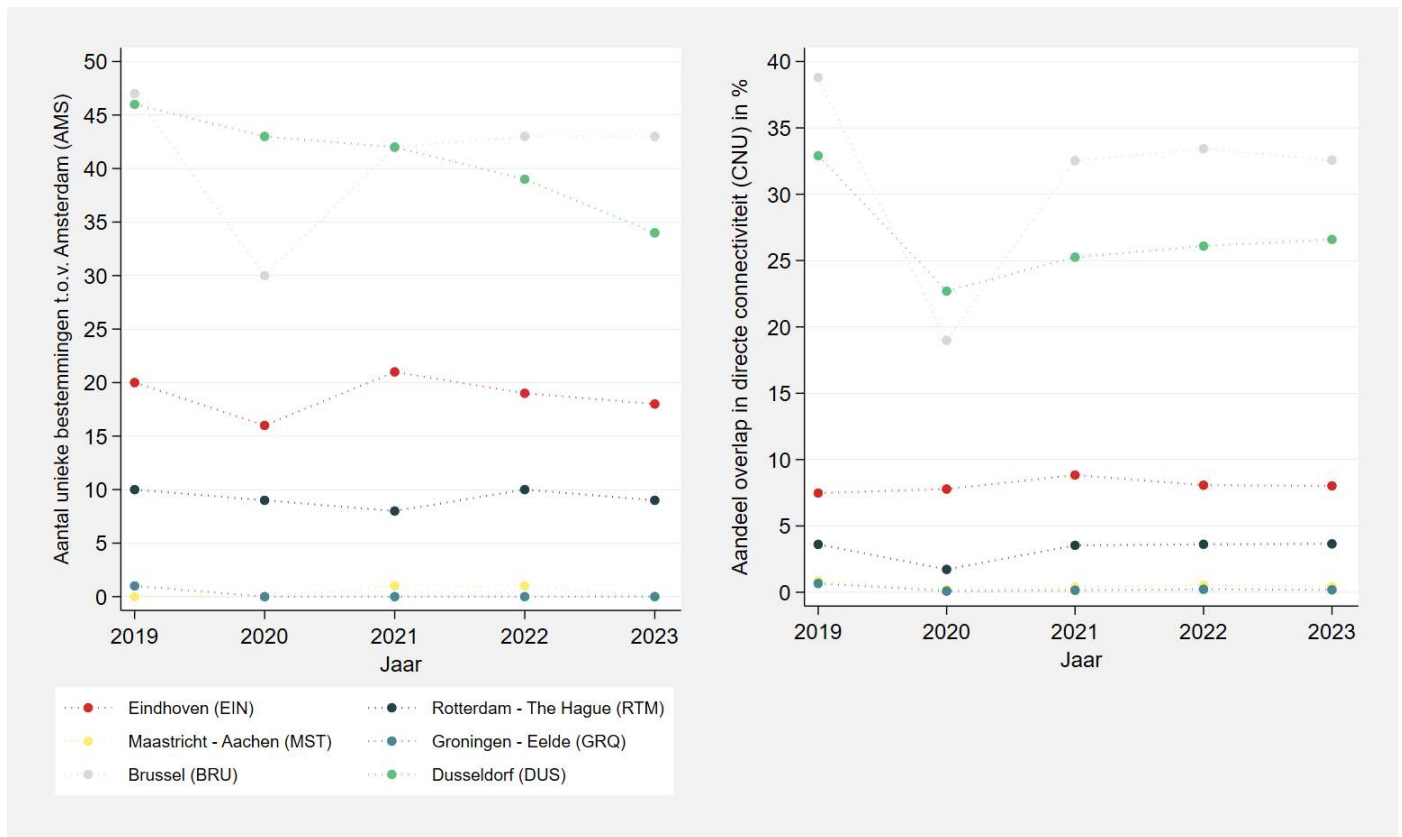 Aantal unieke bestemmingen t.o.v. Amsterdam (AMS)
50
45
40
35
30
25
20
15
10
5
0
2019 2020 2021 2022 2023
Jaar
Aandeel overlap in directe connectiviteit (CNU) in %
40
35
30
25
20
15
10
5
0
2019 2020 2021 2022 2023
Jaar
Eindhoven (EIN) Rotterdam - The Hague (RTM)
Maastricht - Aachen (MST) Groningen - Eelde (GRQ)
Brussel (BRU) Dusseldorf (DUS)